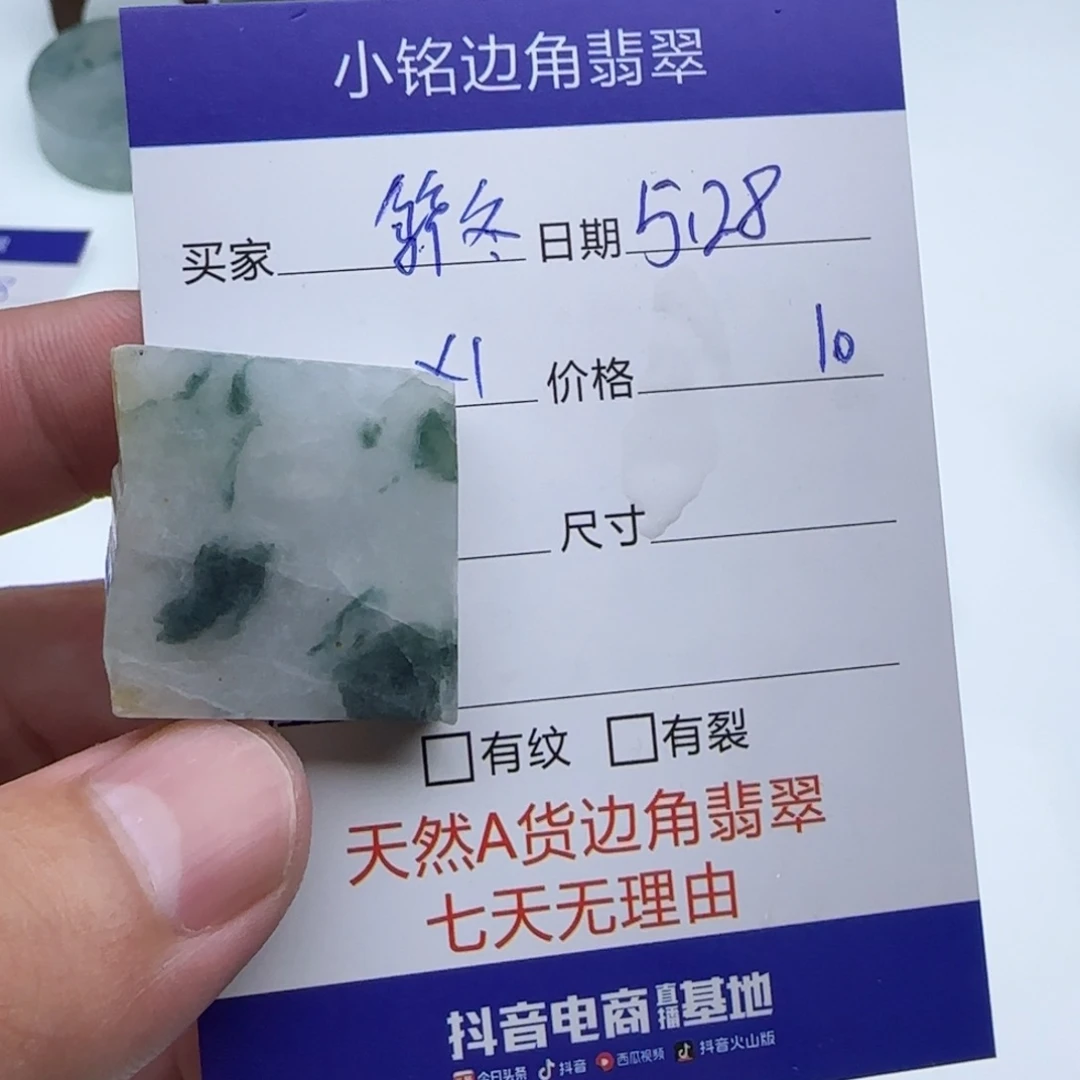 小铭边角翡翠
买家 日期 5.28
x1 价格 10
尺寸
□有纹 □有裂
天然A货边角翡翠
七天无理由
抖音电商直播基地
今日头条 抖音 西瓜视频 抖音火山版